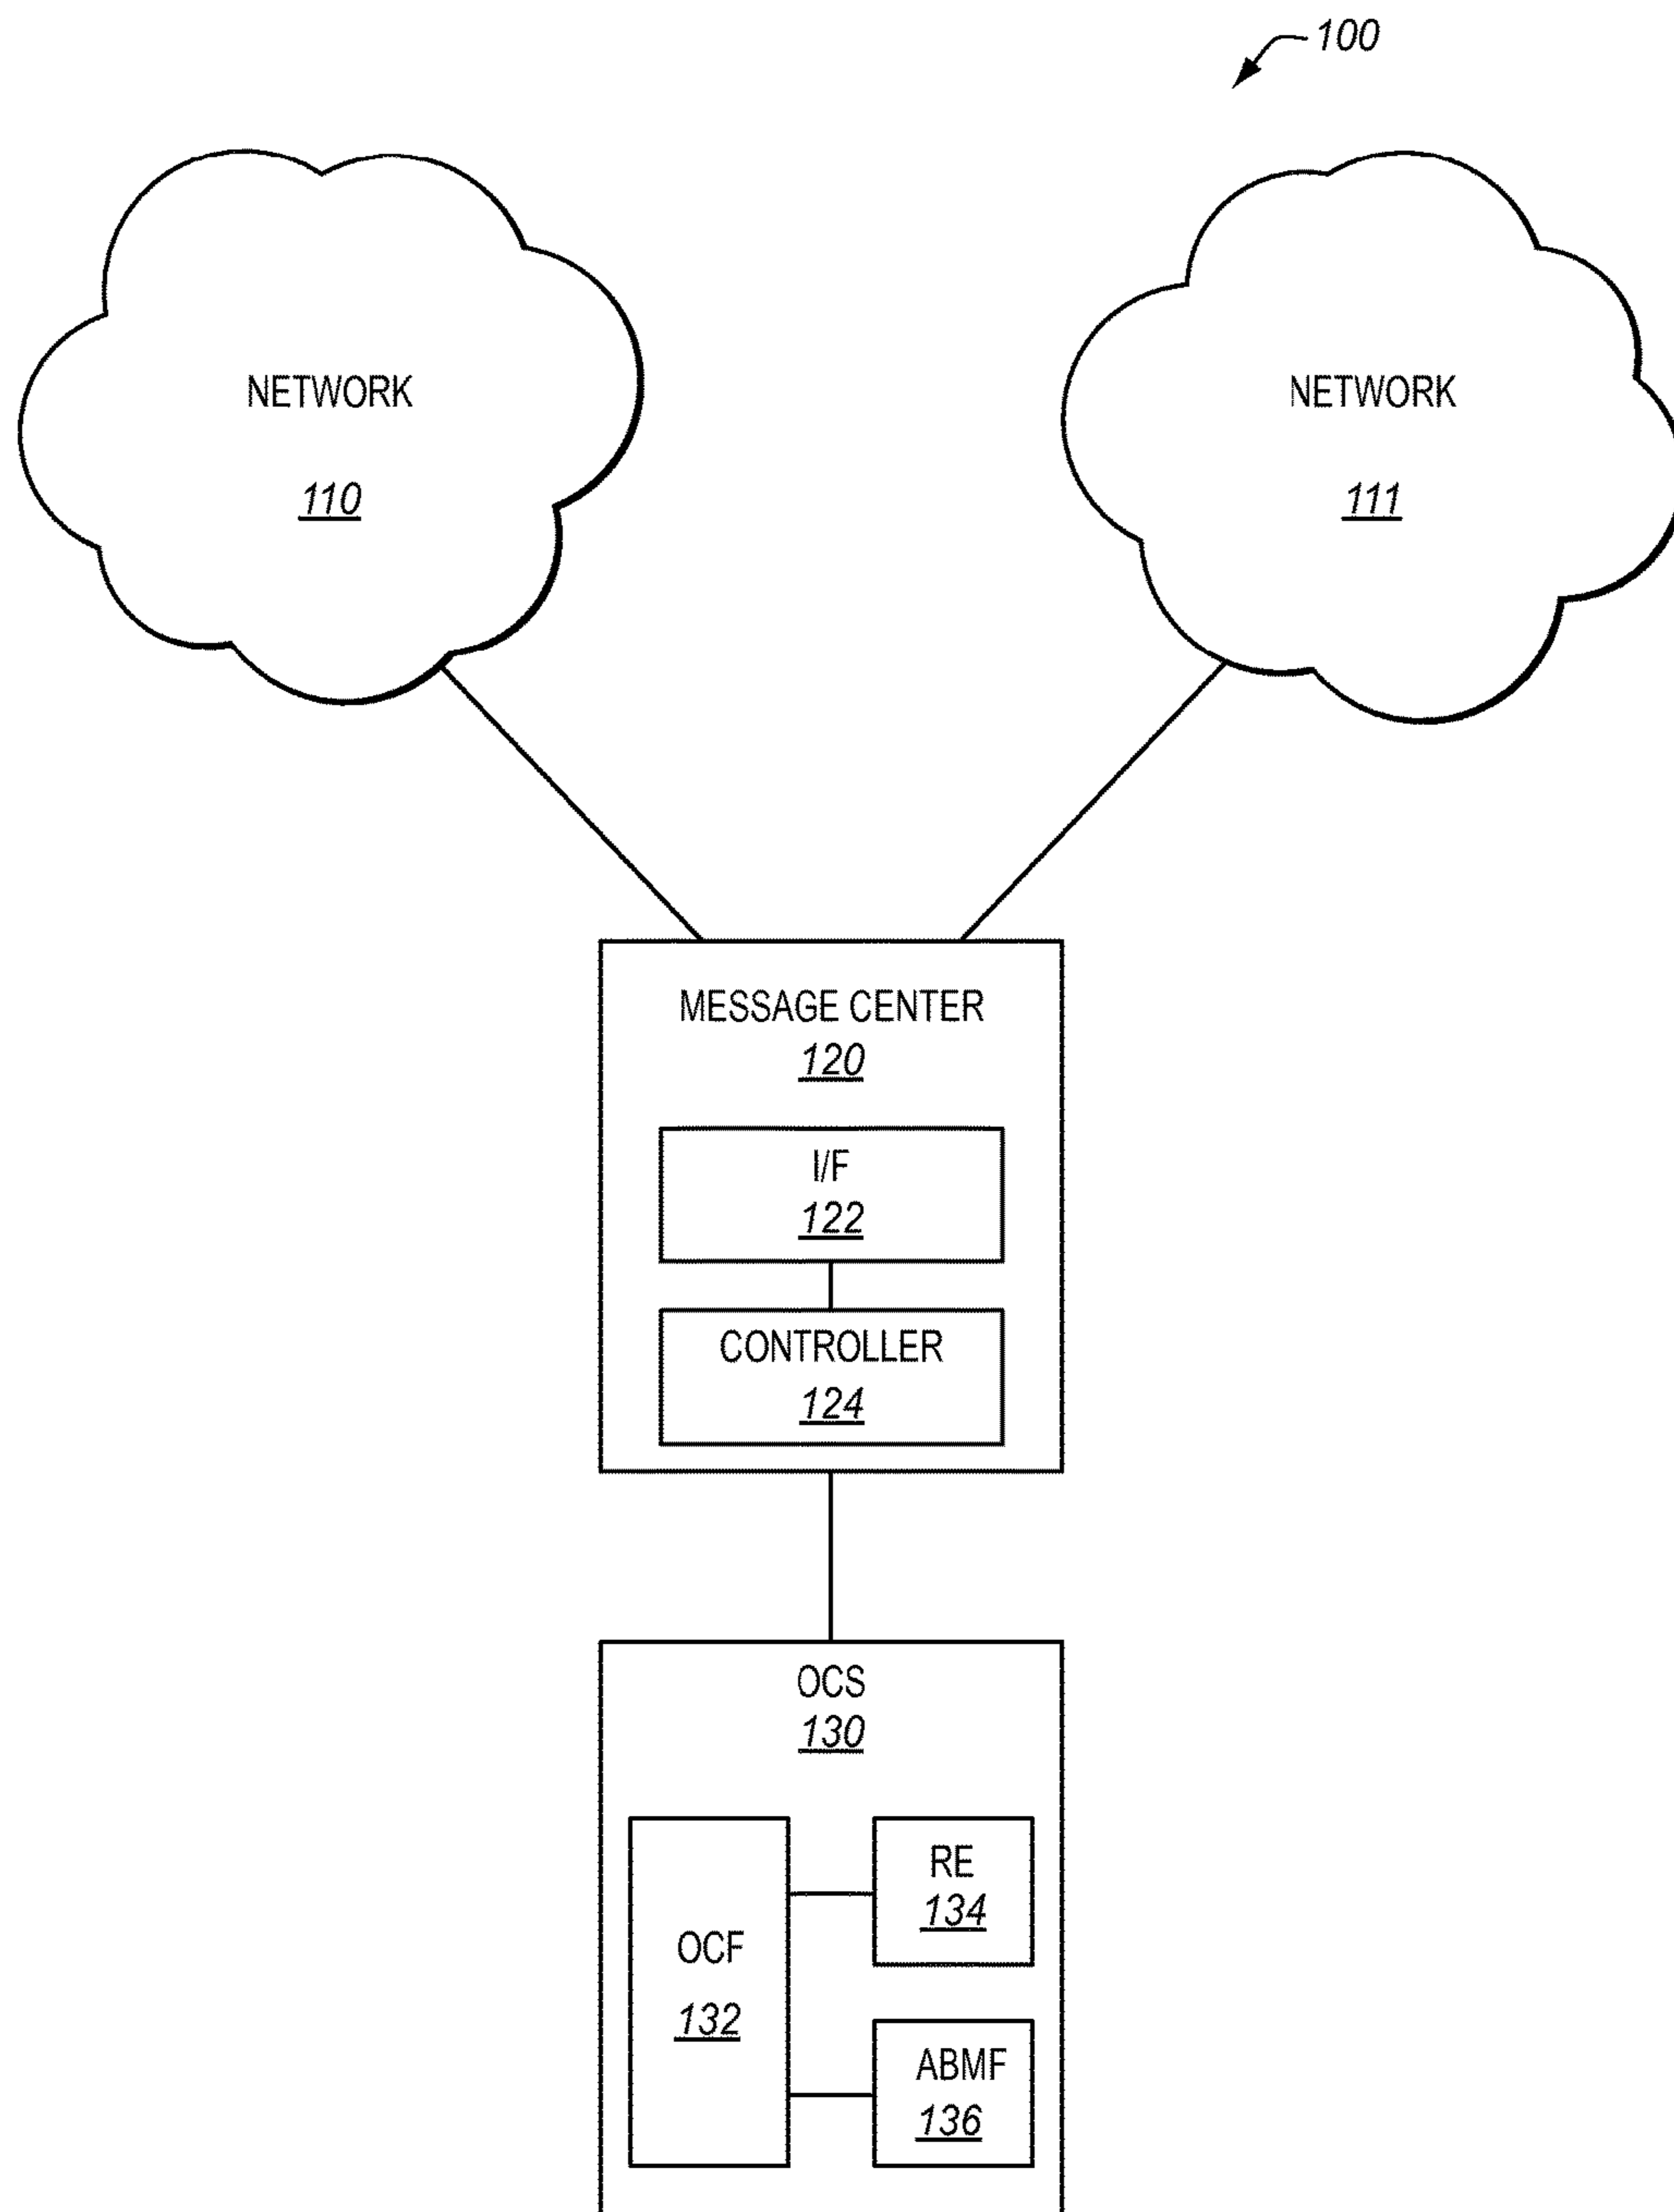 100
NETWORK
110
NETWORK
111
MESSAGE CENTER
120
I/F
122
CONTROLLER
124
OCS
130
OCF
132
RE
134
ABMF
136